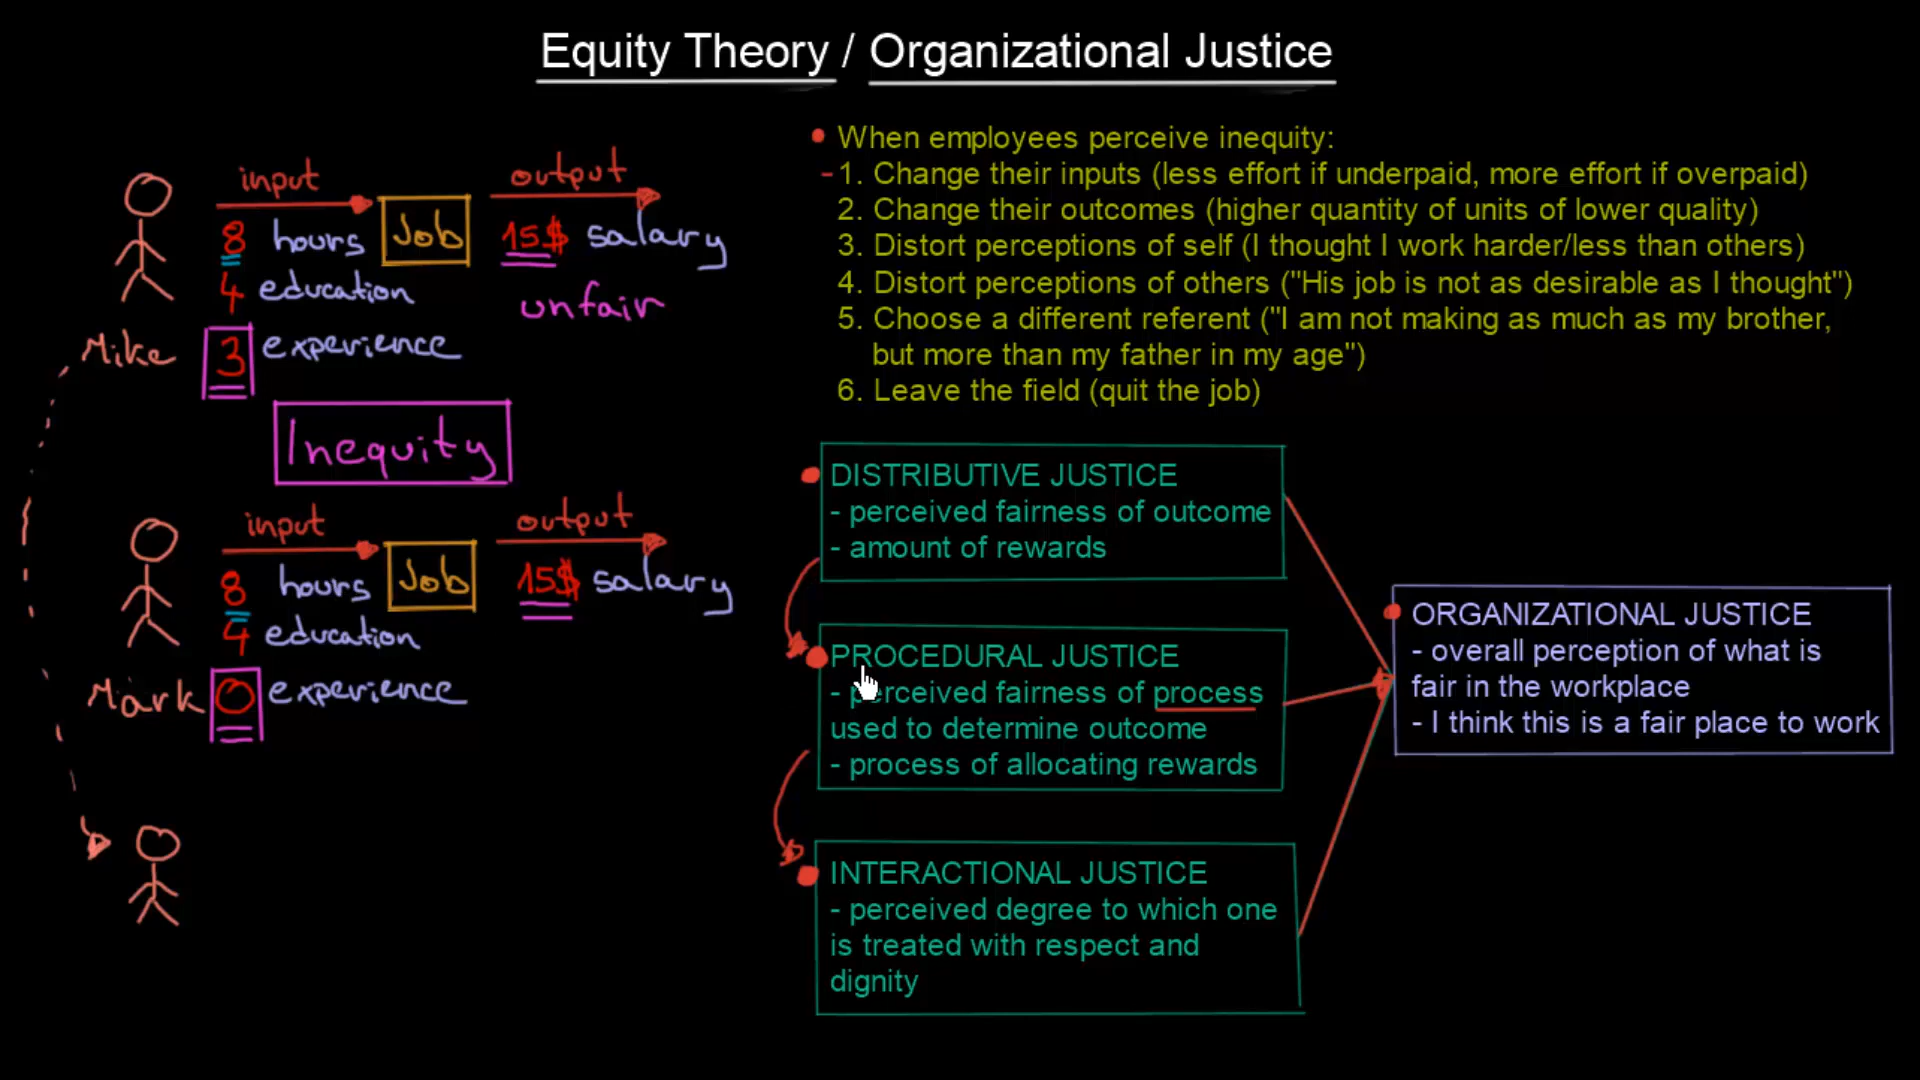 Equity Theory / Organizational Justice
input
output
8 hours
Job
15$ salary
4 education
unfair
Mike
3 experience
Inequity
input
output
8 hours
Job
15$ salary
4 education
Mark
0 experience
When employees perceive inequity:
- 1. Change their inputs (less effort if underpaid, more effort if overpaid)
2. Change their outcomes (higher quantity of units of lower quality)
3. Distort perceptions of self (I thought I work harder/less than others)
4. Distort perceptions of others ("His job is not as desirable as I thought")
5. Choose a different referent ("I am not making as much as my brother,
but more than my father in my age")
6. Leave the field (quit the job)
DISTRIBUTIVE JUSTICE
- perceived fairness of outcome
- amount of rewards
PROCEDURAL JUSTICE
- perceived fairness of process
used to determine outcome
- process of allocating rewards
INTERACTIONAL JUSTICE
- perceived degree to which one
is treated with respect and
dignity
ORGANIZATIONAL JUSTICE
- overall perception of what is
fair in the workplace
- I think this is a fair place to work